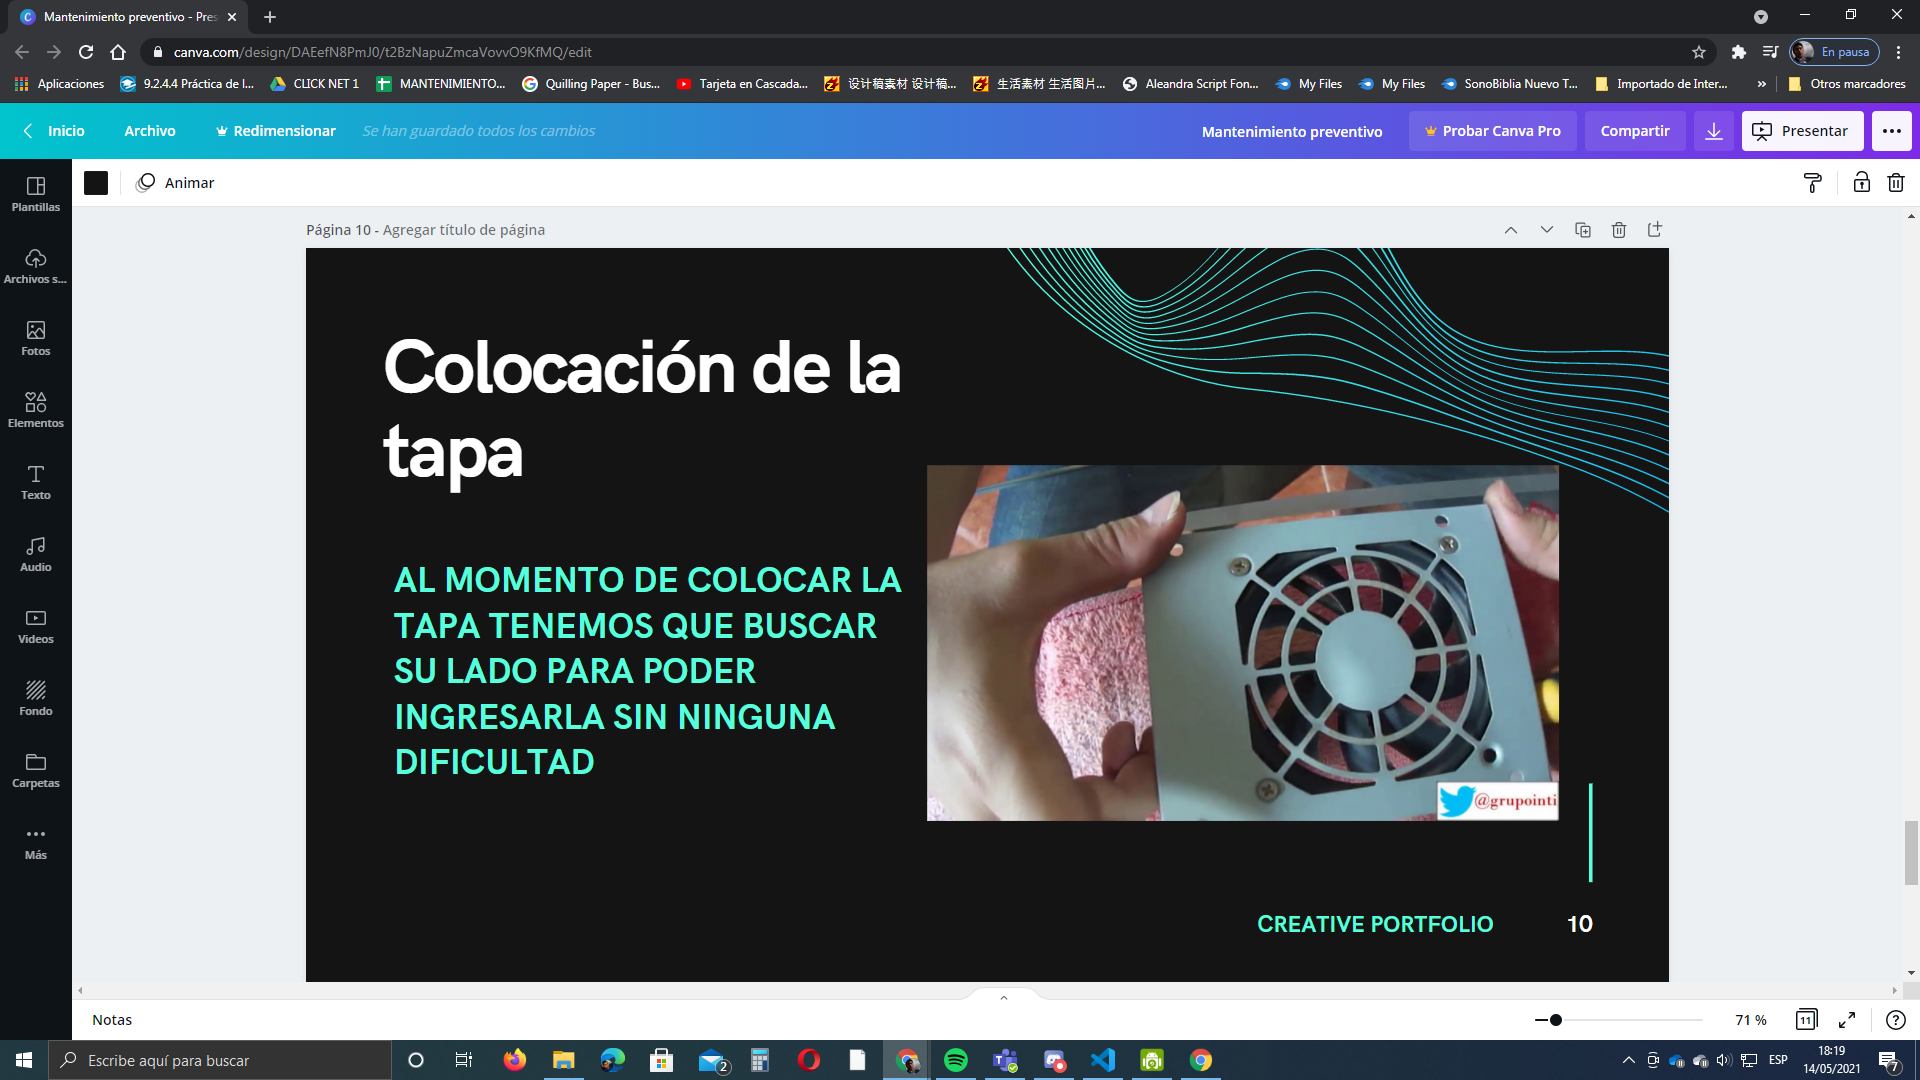 Mantenimiento preventivo - Pres
canva.com/design/DAEefN8PmJ0/t2BzNapuZmcaVovvO9KfMQ/edit
En pausa
Aplicaciones
9.2.4.4 Práctica de l...
CLICK NET 1
MANTENIMIENTO...
Quilling Paper - Bus...
Tarjeta en Cascada...
设计稿素材 设计稿...
生活素材 生活图片...
Aleandra Script Fon...
My Files
My Files
SonoBiblia Nuevo T...
Importado de Inter...
»
Otros marcadores
Inicio
Archivo
Redimensionar
Se han guardado todos los cambios
Mantenimiento preventivo
Probar Canva Pro
Compartir
Presentar
Animar
Plantillas
Archivos s...
Fotos
Elementos
Texto
Audio
Videos
Fondo
Carpetas
Más
Página 10 - Agregar título de página
Colocación de la
tapa
AL MOMENTO DE COLOCAR LA
TAPA TENEMOS QUE BUSCAR
SU LADO PARA PODER
INGRESARLA SIN NINGUNA
DIFICULTAD
@grupointi
CREATIVE PORTFOLIO
10
Notas
71 %
11
Escribe aquí para buscar
2
ESP
18:19
14/05/2021
7